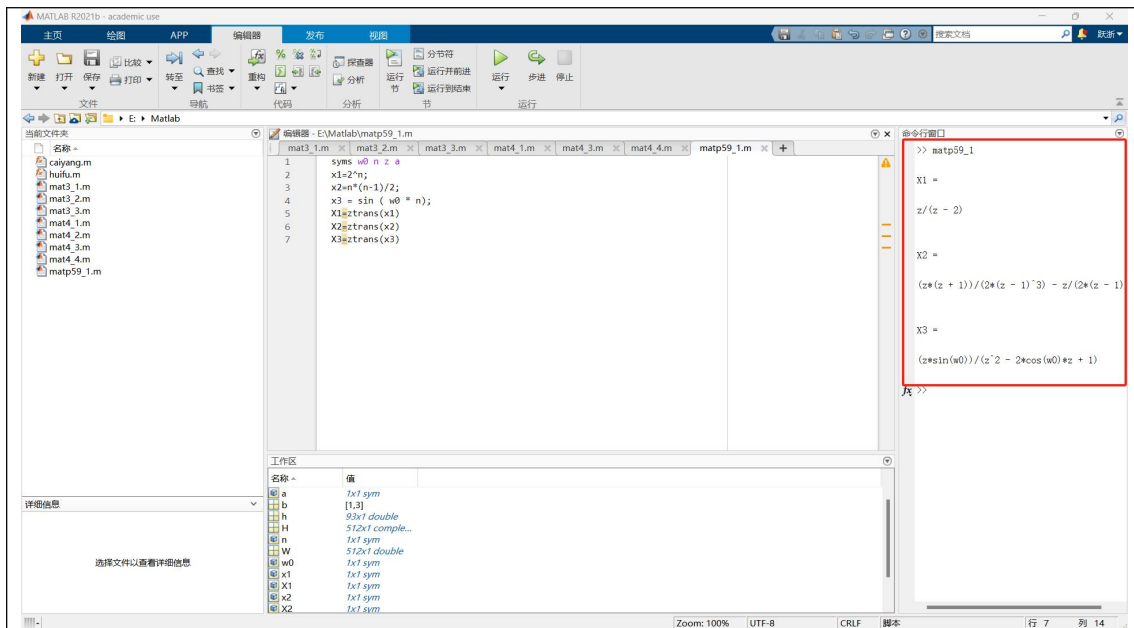 MATLAB R2021b - academic use
主页 绘图 APP 编辑器 发布 视图
搜索文档
跃浙
新建 打开 保存 比较 打印 转至 查找 书签 重构 探查器 分析 运行节 分节符 运行并前进 运行到结束 运行 步进 停止
文件 导航 代码 分析 节 运行
E: Matlab
当前文件夹
名称
caiyang.m
huifu.m
mat3_1.m
mat3_2.m
mat3_3.m
mat4_1.m
mat4_2.m
mat4_3.m
mat4_4.m
matp59_1.m
详细信息
选择文件以查看详细信息
编辑器 - E:\Matlab\matp59_1.m
mat3_1.m mat3_2.m mat3_3.m mat4_1.m mat4_3.m mat4_4.m matp59_1.m
1 syms w0 n z a
2 x1=2^n;
3 x2=n*(n-1)/2;
4 x3 = sin ( w0 * n);
5 X1=ztrans(x1)
6 X2=ztrans(x2)
7 X3=ztrans(x3)
工作区
名称 值
a 1x1 sym
b [1,3]
h 93x1 double
H 512x1 comple...
n 1x1 sym
W 512x1 double
w0 1x1 sym
x1 1x1 sym
X1 1x1 sym
x2 1x1 sym
X2 1x1 sym
命令行窗口
>> matp59_1
X1 =
z/(z - 2)
X2 =
(z*(z + 1))/(2*(z - 1)^3) - z/(2*(z - 1)
X3 =
(z*sin(w0))/(z^2 - 2*cos(w0)*z + 1)
fx >>
Zoom: 100% UTF-8 CRLF 脚本 行 7 列 14